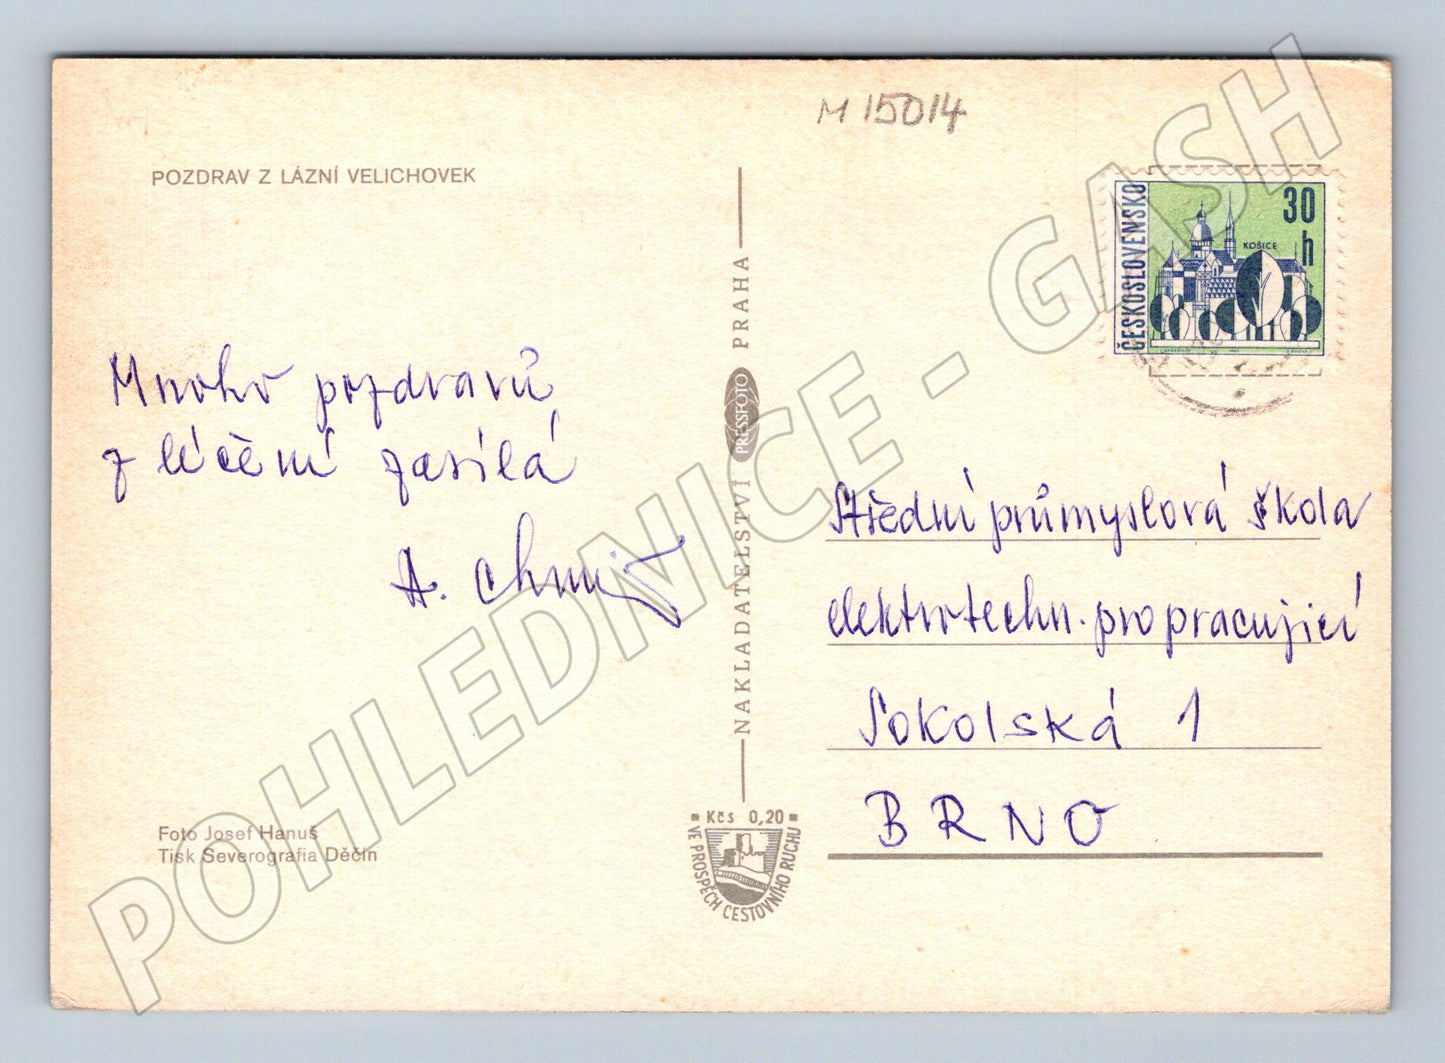 M 15014
POZDRAV Z LÁZNÍ VELICHOVEK
ČESKOSLOVENSKO
30 h
KOŠICE
Mnoho pozdravů
z léčení zasílá
A.
Foto Josef Hanuš
Tisk Severografia Děčín
NAKLADATELSTVÍ PRESSFOTO PRAHA
Kčs 0,20
VE PROSPĚCH CESTOVNÍHO RUCHU
Střední průmyslová škola
elektrotechn. pro pracující
Sokolská 1
BRNO
POHLEDNICE - GASH